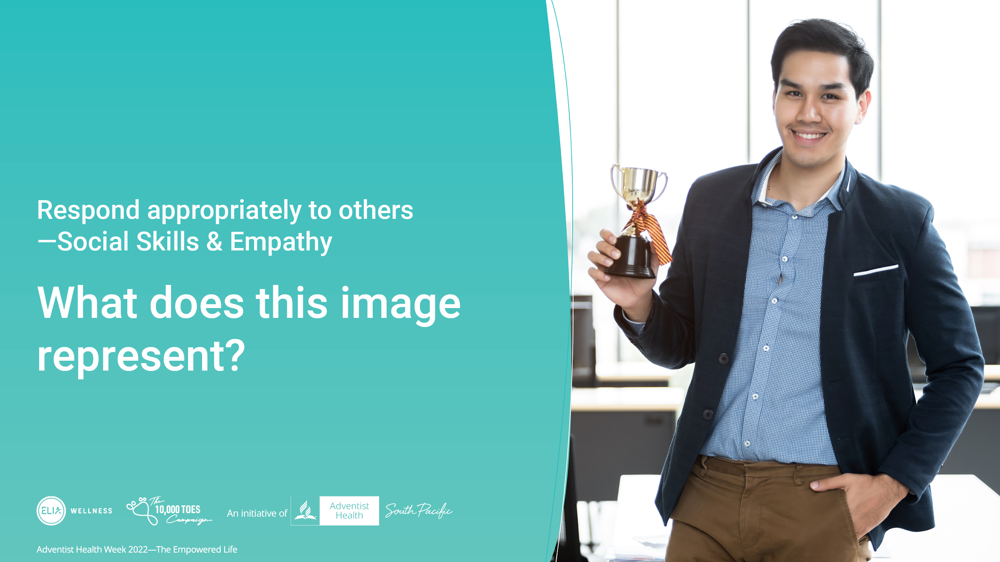 Respond appropriately to others
—Social Skills & Empathy
What does this image
represent?
ELIA WELLNESS
The
10,000 TOES
Campaign
An initiative of
Adventist
Health
South Pacific
Adventist Health Week 2022—The Empowered Life